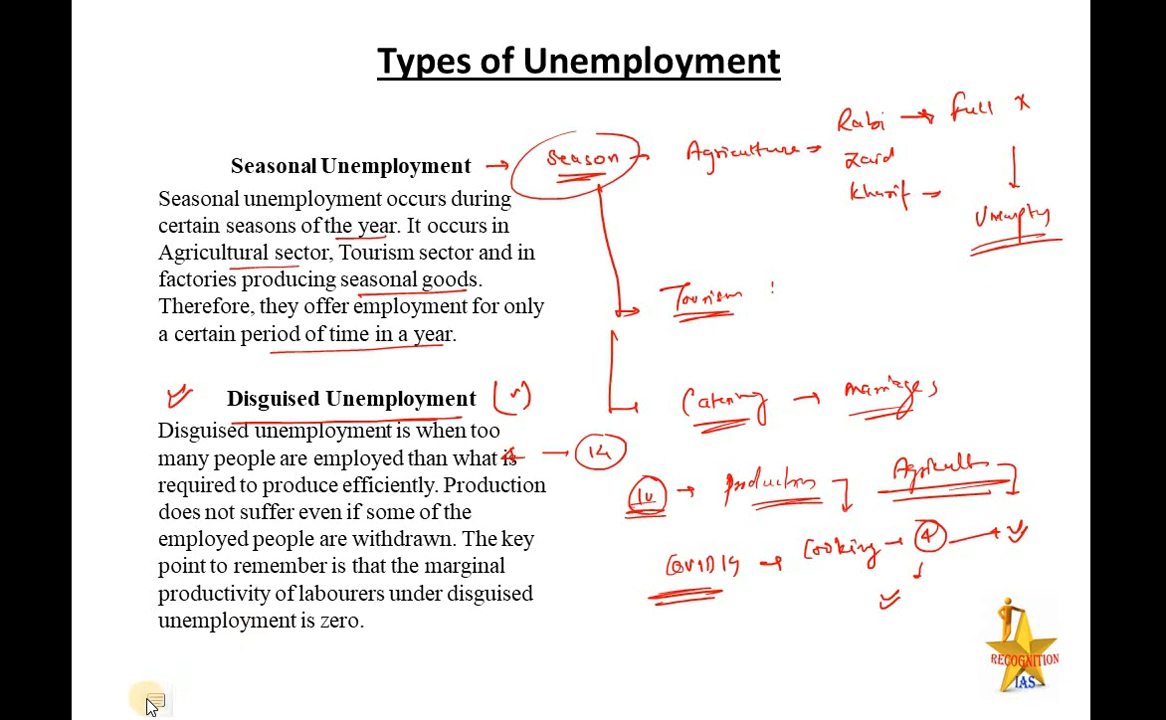 Types of Unemployment
Rabi → Full x
Seasonal Unemployment → Season Agriculture →
Zaid
Kharif
Seasonal unemployment occurs during
certain seasons of the year. It occurs in
Agricultural sector, Tourism sector and in
factories producing seasonal goods.
Therefore, they offer employment for only
a certain period of time in a year.
Tourism
Disguised Unemployment
Catering → marriages
Disguised unemployment is when too
many people are employed than what is
required to produce efficiently. Production
does not suffer even if some of the
employed people are withdrawn. The key
point to remember is that the marginal
productivity of labourers under disguised
unemployment is zero.
14
10 → production
Covid 19 → Cooking → 4
RECOGNITION
IAS